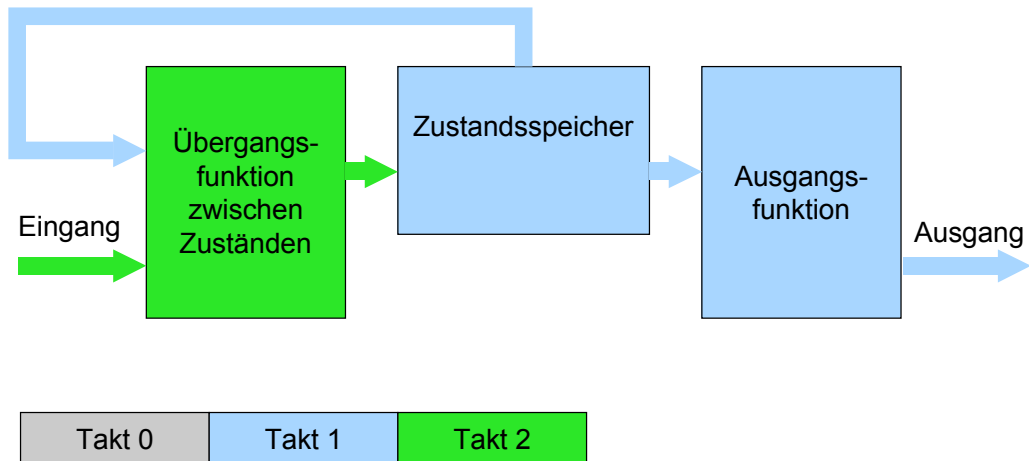 Übergangs-
funktion
zwischen
Zuständen
Zustandsspeicher
Ausgangs-
funktion
Eingang
Ausgang
Takt 0
Takt 1
Takt 2